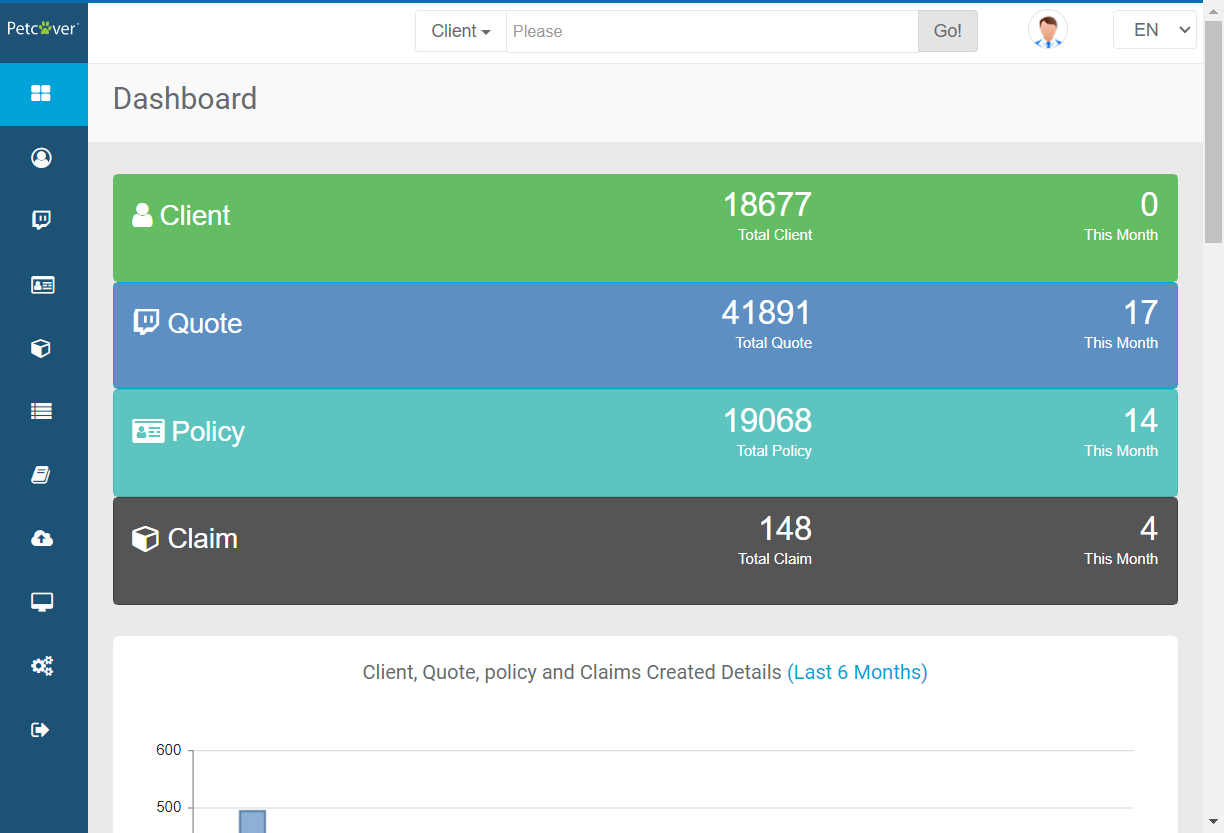 Petcover
Client
Please
Go!
EN
Dashboard
Client
18677
Total Client
0
This Month
Quote
41891
Total Quote
17
This Month
Policy
19068
Total Policy
14
This Month
Claim
148
Total Claim
4
This Month
Client, Quote, policy and Claims Created Details (Last 6 Months)
600
500